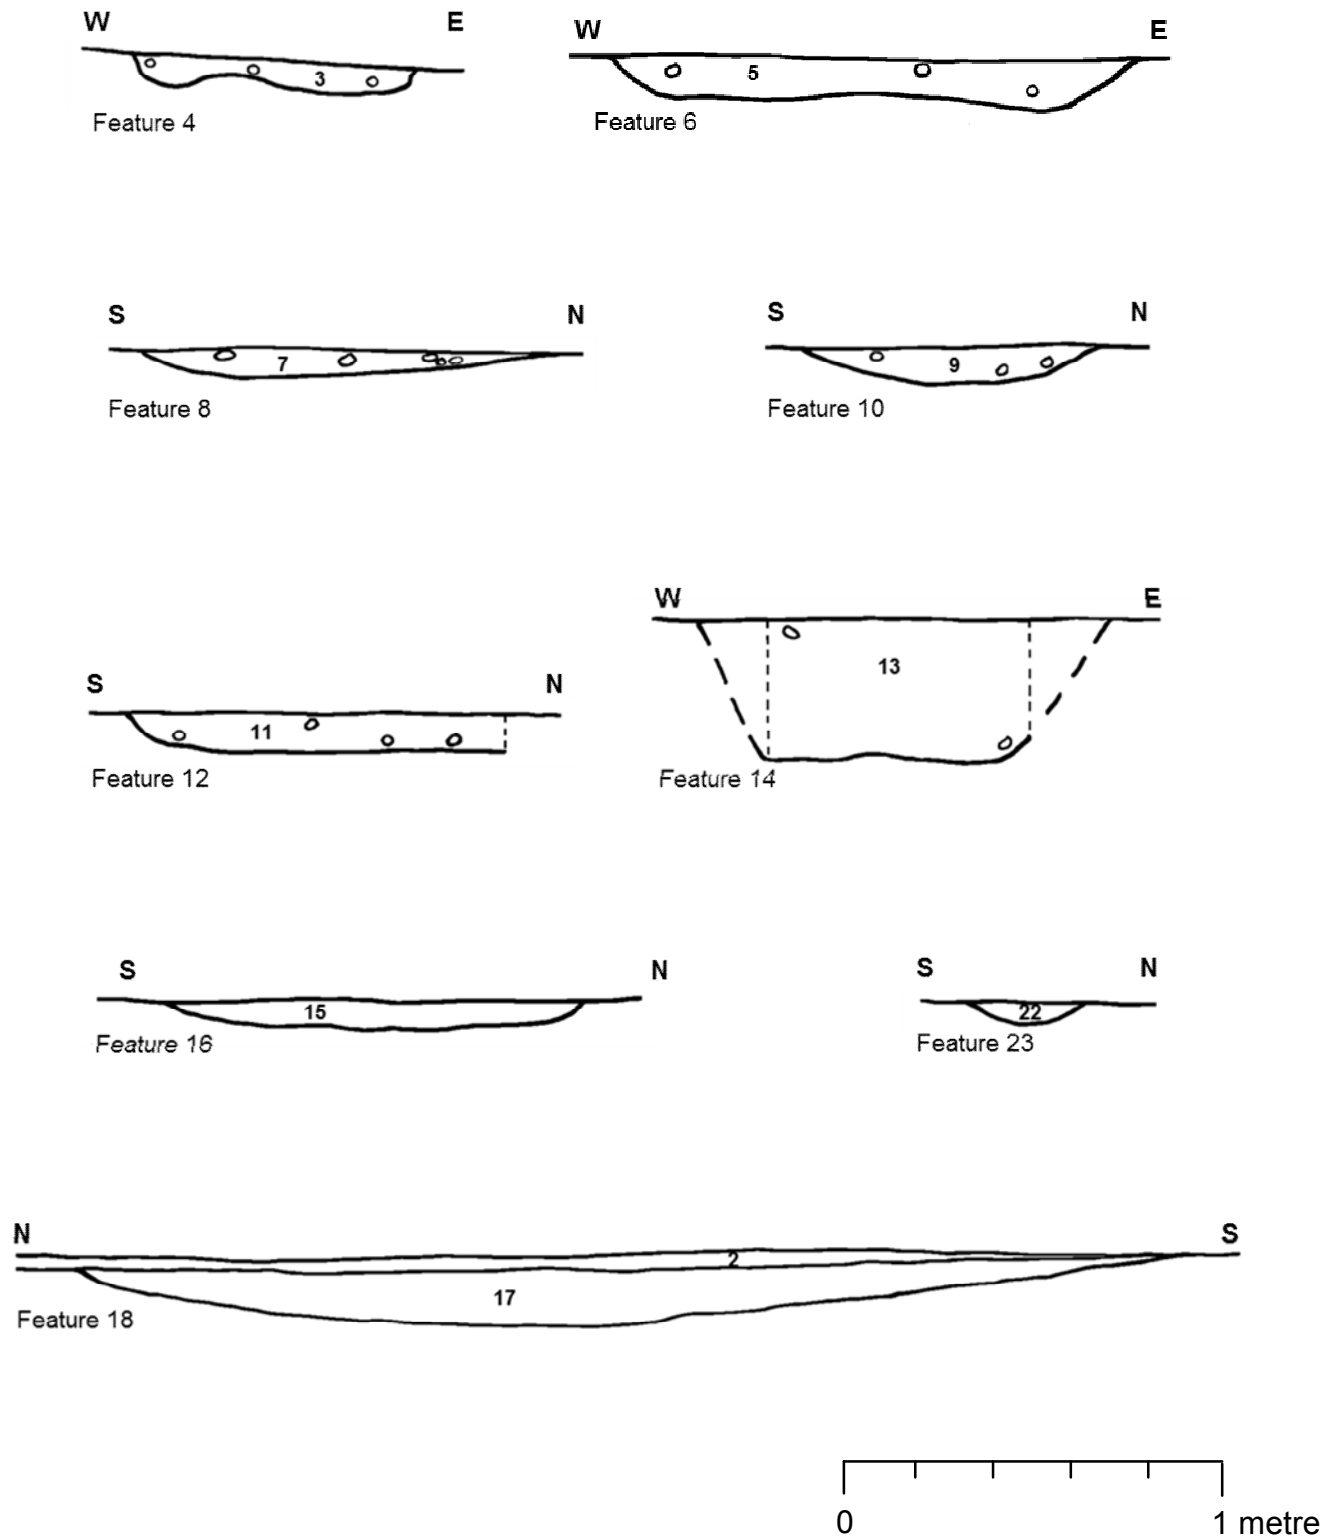 W E
3
Feature 4
W E
5
Feature 6
S N
7
Feature 8
S N
9
Feature 10
S N
11
Feature 12
W E
13
Feature 14
S N
15
Feature 16
S N
22
Feature 23
N S
2
17
Feature 18
0 1 metre